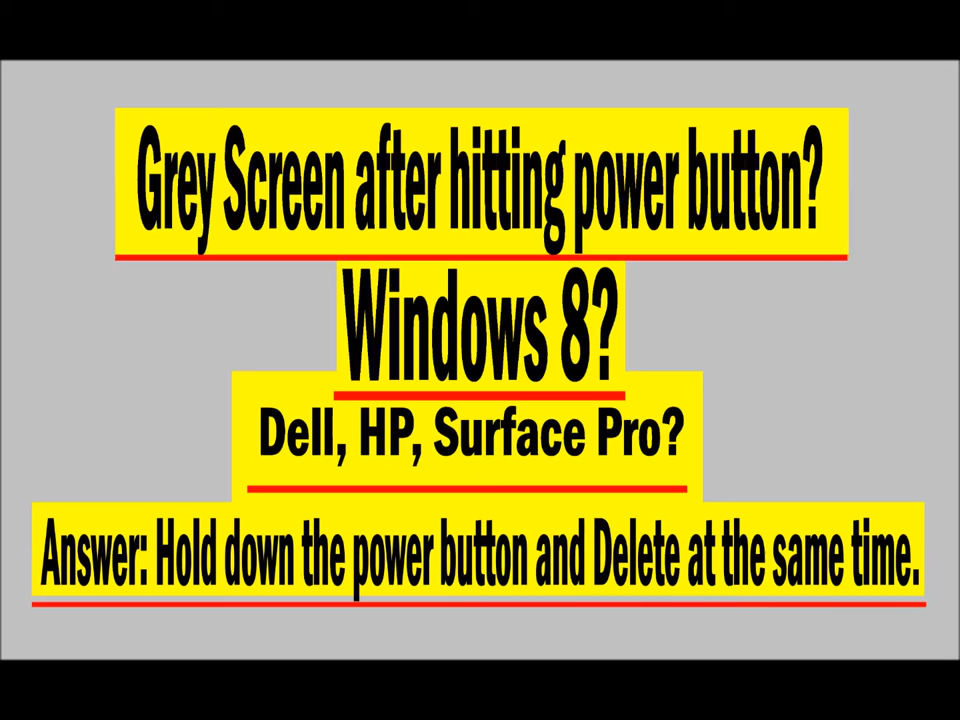 Grey Screen after hitting power button?
Windows 8?
Dell, HP, Surface Pro?
Answer: Hold down the power button and Delete at the same time.